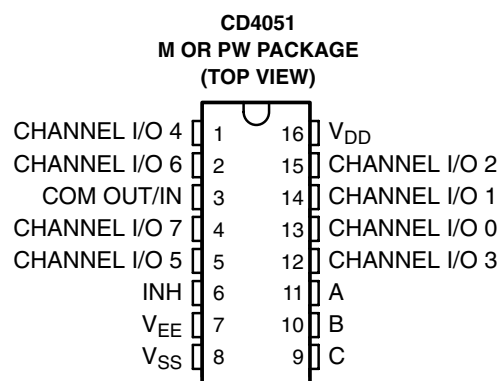 CD4051
M OR PW PACKAGE
(TOP VIEW)
CHANNEL I/O 4 1 16 VDD
CHANNEL I/O 6 2 15 CHANNEL I/O 2
COM OUT/IN 3 14 CHANNEL I/O 1
CHANNEL I/O 7 4 13 CHANNEL I/O 0
CHANNEL I/O 5 5 12 CHANNEL I/O 3
INH 6 11 A
VEE 7 10 B
VSS 8 9 C